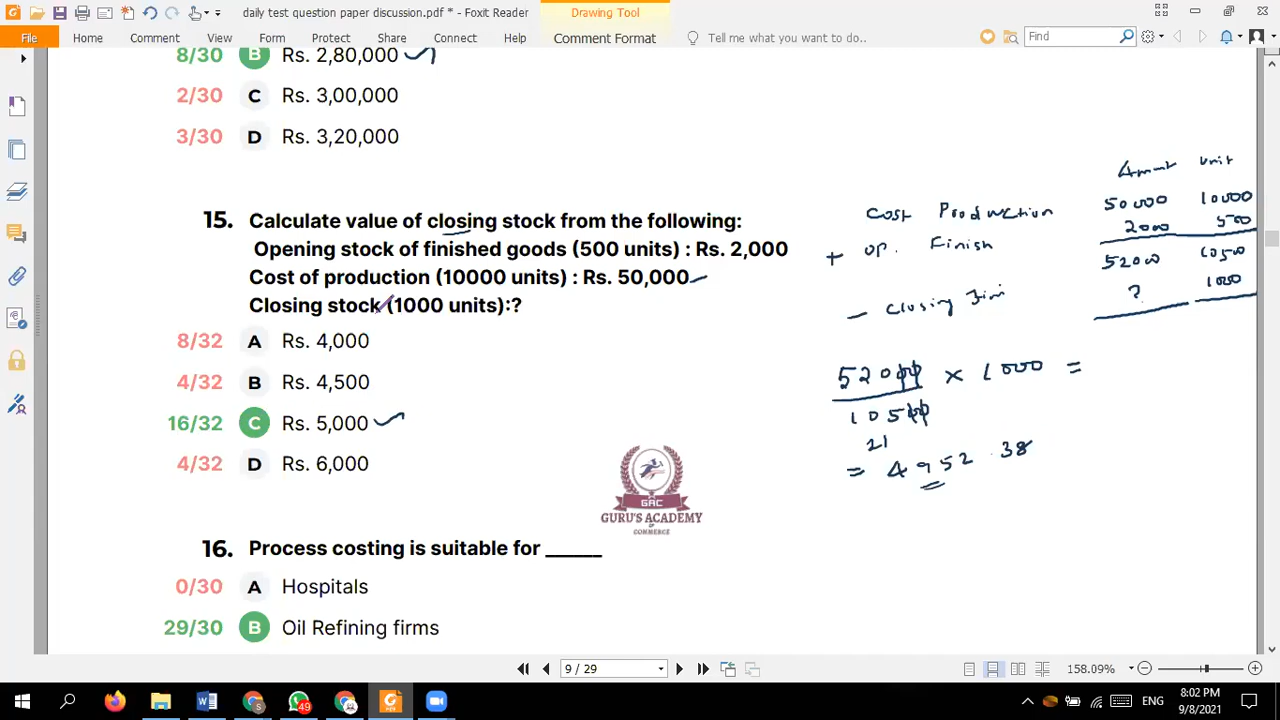 daily test question paper discussion.pdf * - Foxit Reader
Drawing Tool
File
Home
Comment
View
Form
Protect
Share
Connect
Help
Comment Format
Tell me what you want to do..
Find
8/30 B Rs. 2,80,000
2/30 C Rs. 3,00,000
3/30 D Rs. 3,20,000
15. Calculate value of closing stock from the following:
Opening stock of finished goods (500 units) : Rs. 2,000
Cost of production (10000 units) : Rs. 50,000
Closing stock (1000 units):?
8/32 A Rs. 4,000
4/32 B Rs. 4,500
16/32 C Rs. 5,000
4/32 D Rs. 6,000
Amount Unit
Cost Production 50000 10000
+ op. Finish 2000 500
52000 10500
- Closing Fini ? 1000
52000 × 1000 =
10500
21
= 4952.38
GAC
GURU'S ACADEMY
OF
COMMERCE
16. Process costing is suitable for ______
0/30 A Hospitals
29/30 B Oil Refining firms
9 / 29
158.09%
S
49
ENG
8:02 PM
9/8/2021